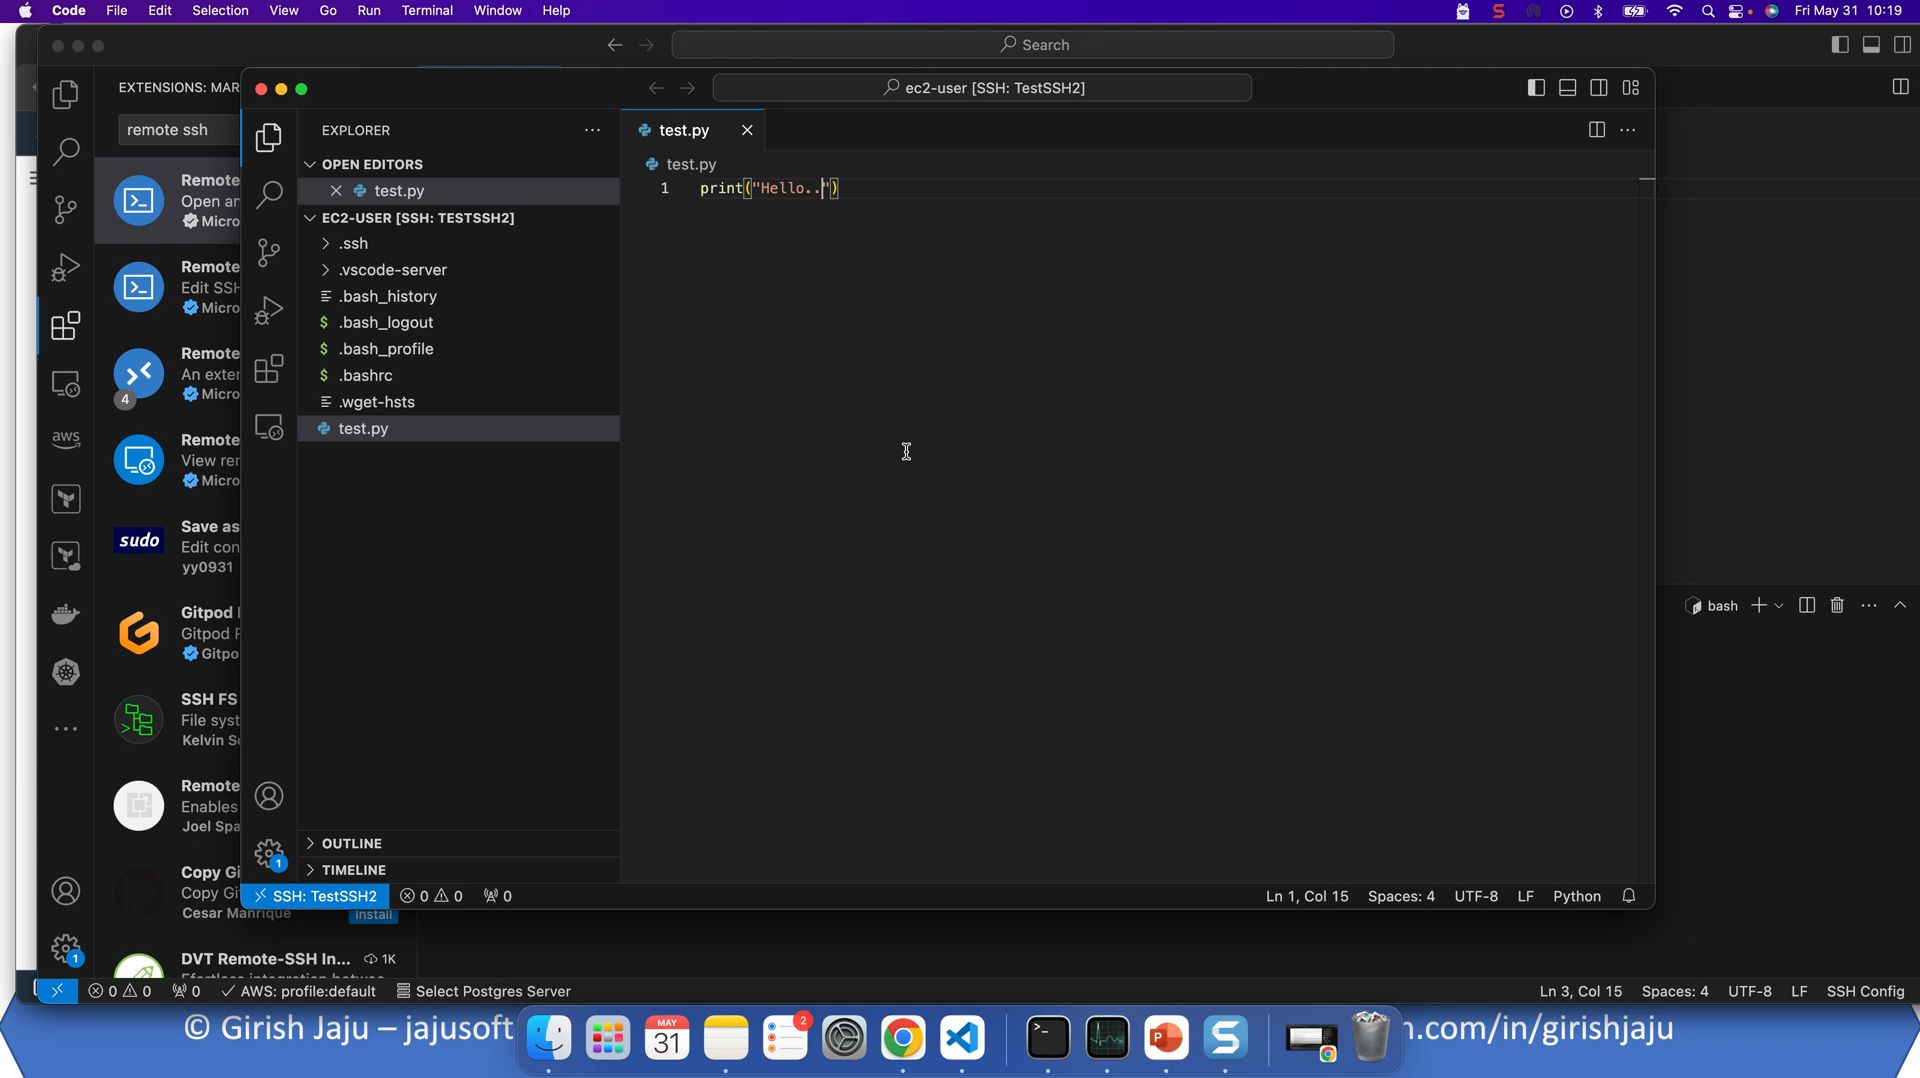 Code File Edit Selection View Go Run Terminal Window Help
Fri May 31 10:19
Search
EXTENSIONS: MAR
remote ssh
Remote
Open an
Micro
Remote
Edit SSH
Micro
Remote
An exter
Micro
4
aws
Remote
View rer
Micro
sudo
Save as
Edit con
yy0931
Gitpod
Gitpod F
Gitpo
SSH FS
File syst
Kelvin Se
Remote
Enables
Joel Spa
Copy Gi
Copy Gi
Cesar Manrique
Install
DVT Remote-SSH In... 1K
1
ec2-user [SSH: TestSSH2]
EXPLORER
OPEN EDITORS
test.py
EC2-USER [SSH: TESTSSH2]
.ssh
.vscode-server
.bash_history
$ .bash_logout
$ .bash_profile
$ .bashrc
.wget-hsts
test.py
OUTLINE
TIMELINE
1
test.py
test.py
1 print("Hello..")
SSH: TestSSH2 0 0 0
Ln 1, Col 15 Spaces: 4 UTF-8 LF Python
bash
0 0 0 AWS: profile:default Select Postgres Server
Ln 3, Col 15 Spaces: 4 UTF-8 LF SSH Config
© Girish Jaju – jajusoft
n.com/in/girishjaju
MAY
31
2